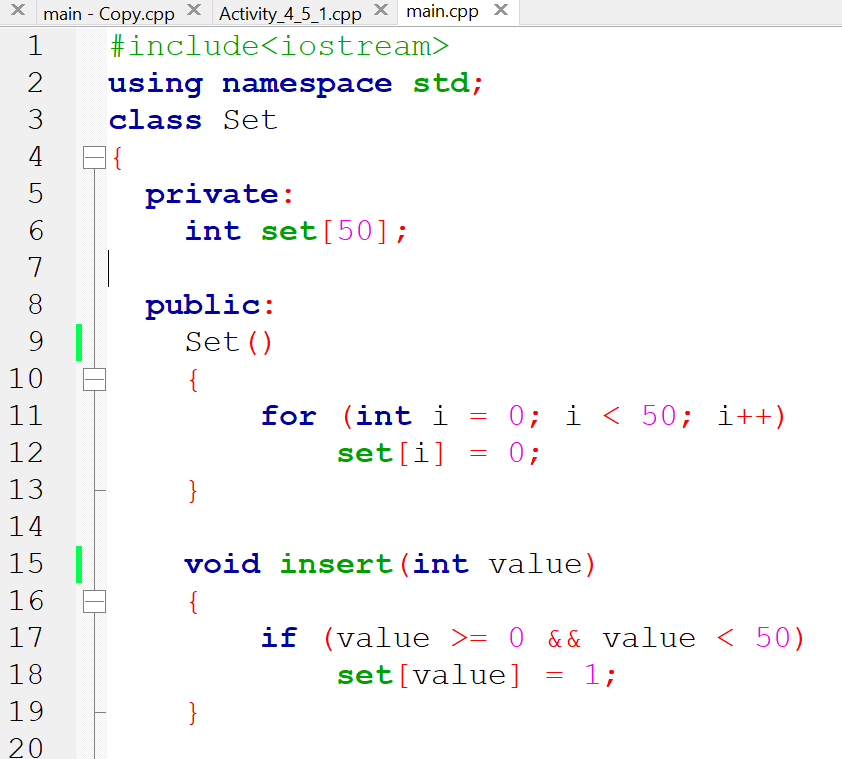 main - Copy.cpp Activity_4_5_1.cpp main.cpp
1 #include<iostream>
2 using namespace std;
3 class Set
4 {
5 private:
6 int set[50];
7
8 public:
9 Set()
10 {
11 for (int i = 0; i < 50; i++)
12 set[i] = 0;
13 }
14
15 void insert(int value)
16 {
17 if (value >= 0 && value < 50)
18 set[value] = 1;
19 }
20